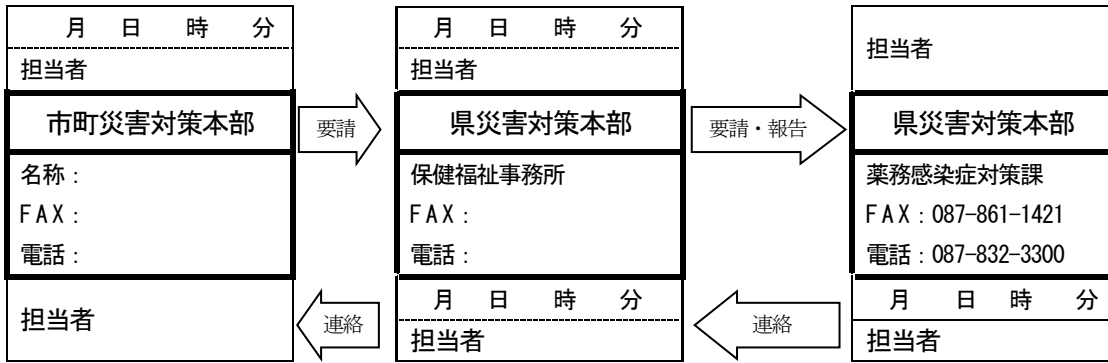 月 日 時 分
担当者
市町災害対策本部
名称：
ＦＡＸ：
電話：
担当者
要請
連絡
月 日 時 分
担当者
県災害対策本部
保健福祉事務所
ＦＡＸ：
電話：
月 日 時 分
担当者
要請・報告
連絡
担当者
県災害対策本部
薬務感染症対策課
ＦＡＸ：087-861-1421
電話：087-832-3300
月 日 時 分
担当者